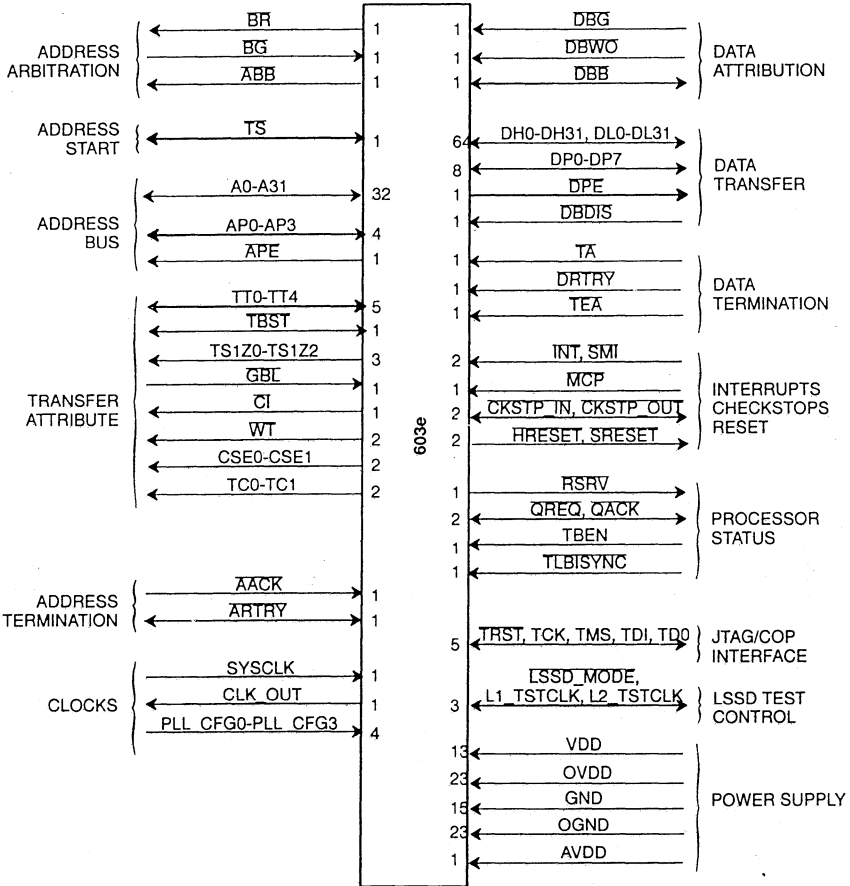 ADDRESS
ARBITRATION
BR
1
BG
1
ABB
1
ADDRESS
START
TS
1
ADDRESS
BUS
A0-A31
32
AP0-AP3
4
APE
1
TRANSFER
ATTRIBUTE
TT0-TT4
5
TBST
1
TS1Z0-TS1Z2
3
GBL
1
CI
1
WT
2
CSE0-CSE1
2
TC0-TC1
2
ADDRESS
TERMINATION
AACK
1
ARTRY
1
CLOCKS
SYSCLK
1
CLK_OUT
1
PLL CFG0-PLL CFG3
4
603e
1
DBG
1
DBWO
1
DBB
DATA
ATTRIBUTION
64
DH0-DH31, DL0-DL31
8
DP0-DP7
1
DPE
1
DBDIS
DATA
TRANSFER
1
TA
1
DRTRY
1
TEA
DATA
TERMINATION
2
INT, SMI
1
MCP
2
CKSTP_IN, CKSTP_OUT
2
HRESET, SRESET
INTERRUPTS
CHECKSTOPS
RESET
1
RSRV
2
QREQ, QACK
1
TBEN
1
TLBISYNC
PROCESSOR
STATUS
5
TRST, TCK, TMS, TDI, TD0
JTAG/COP
INTERFACE
3
LSSD_MODE,
L1_TSTCLK, L2_TSTCLK
LSSD TEST
CONTROL
13
VDD
23
OVDD
15
GND
23
OGND
1
AVDD
POWER SUPPLY